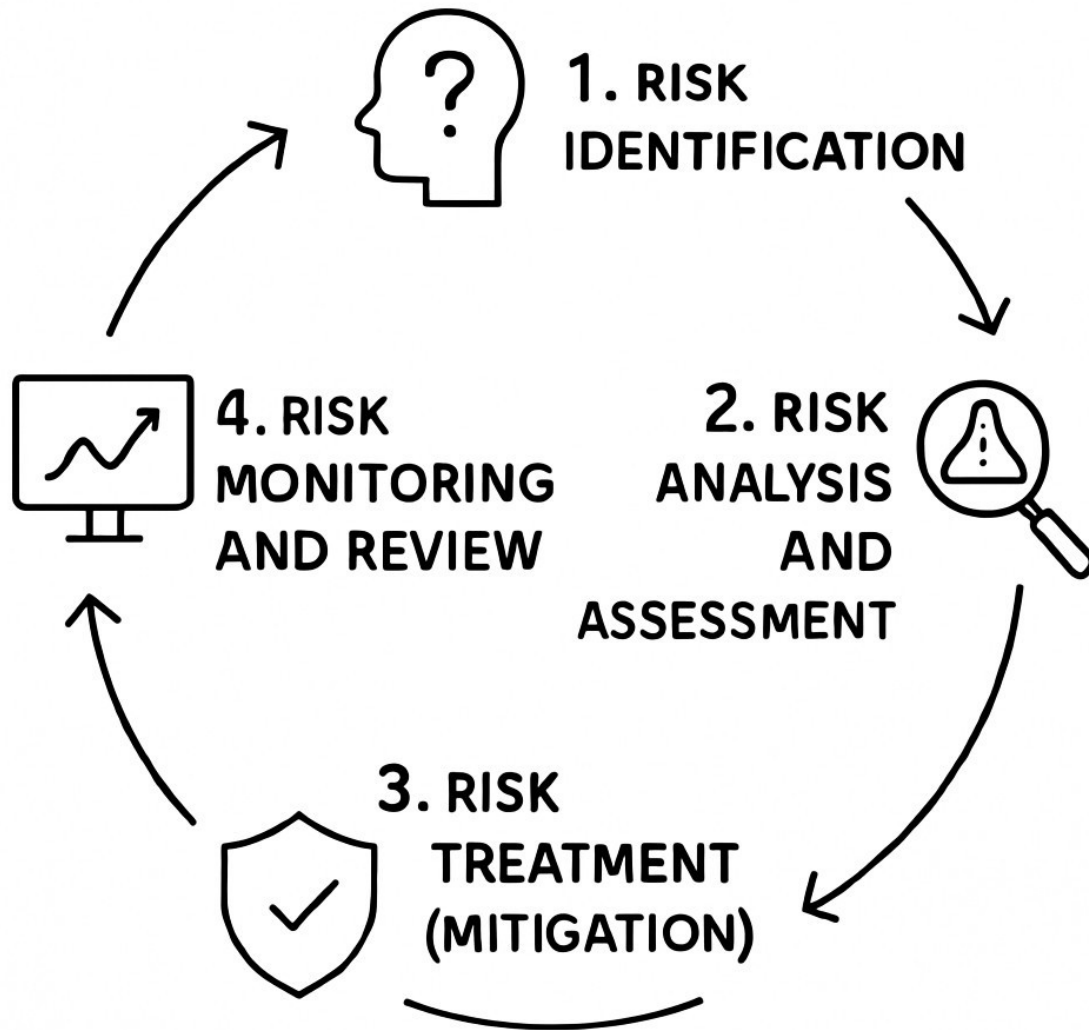 1. RISK
IDENTIFICATION
2. RISK
ANALYSIS
AND
ASSESSMENT
3. RISK
TREATMENT
(MITIGATION)
4. RISK
MONITORING
AND REVIEW